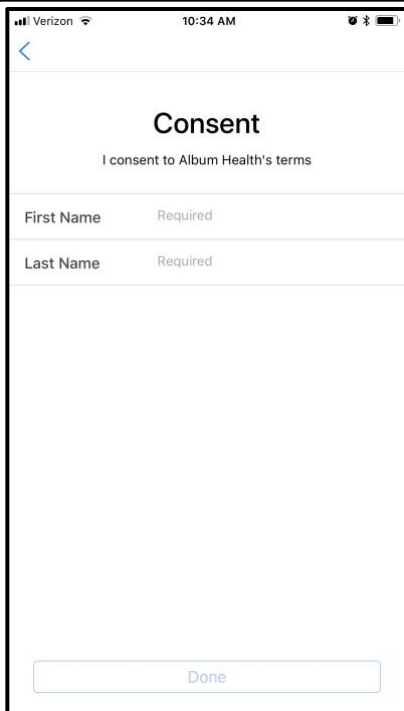 Verizon 10:34 AM
Consent
I consent to Album Health's terms
First Name Required
Last Name Required
Done